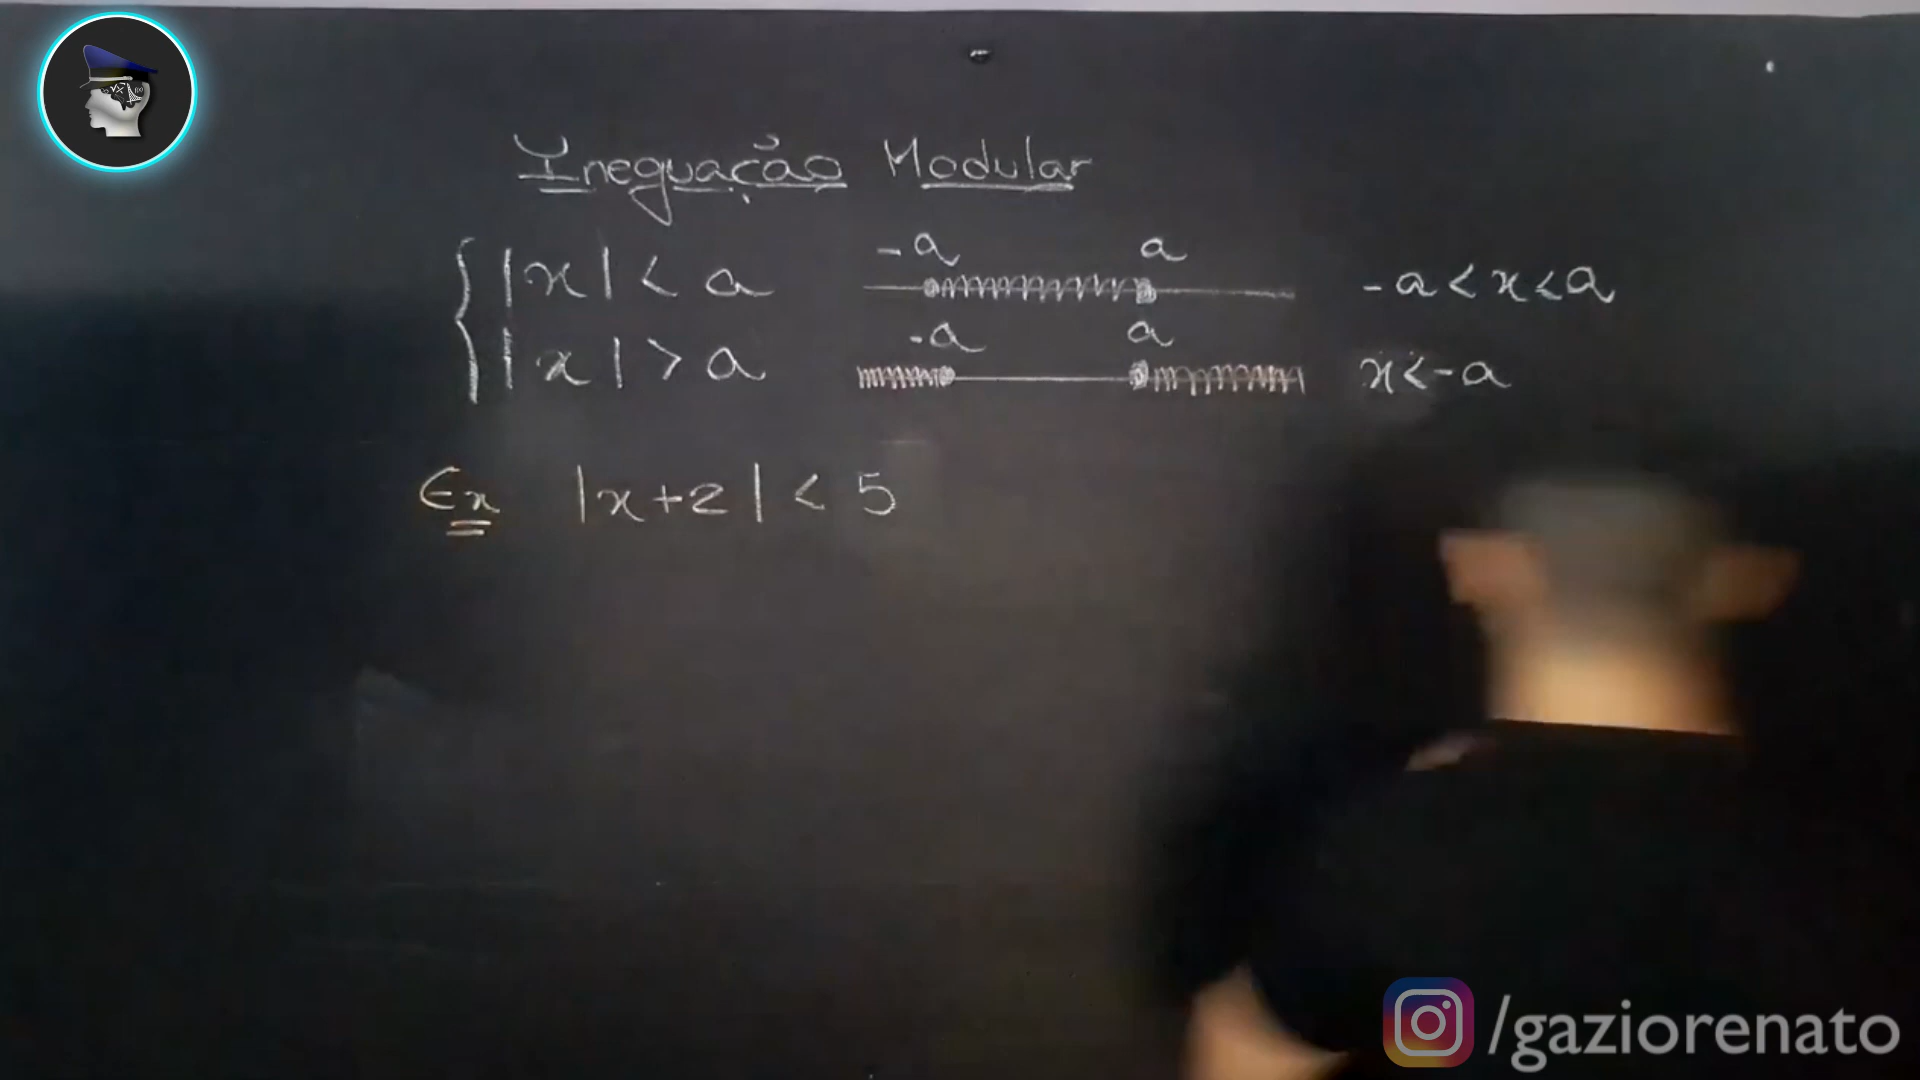 Inequação Modular
|x| < a -a a -a < x < a
|x| > a -a a x < -a
Ex |x+2| < 5
/gaziorenato